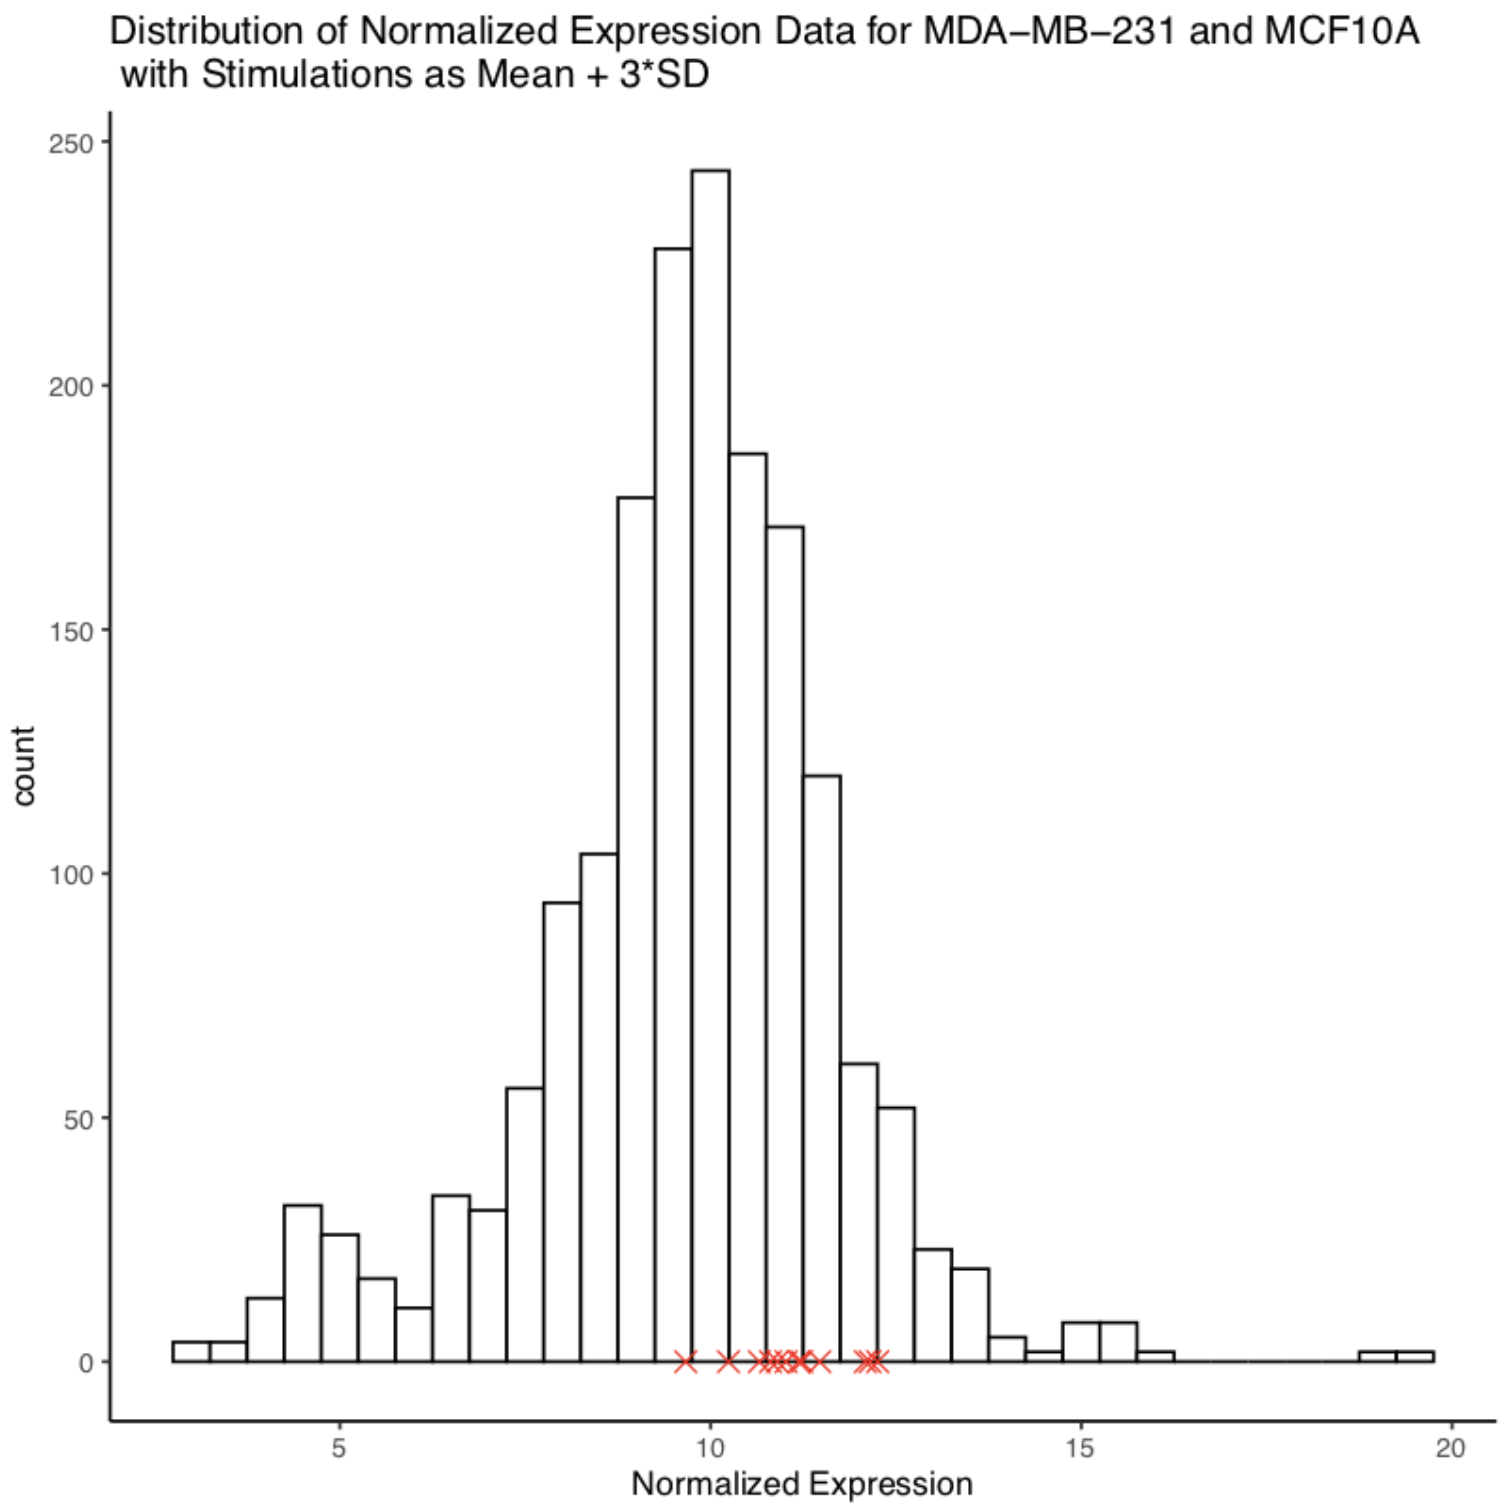 Distribution of Normalized Expression Data for MDA−MB−231 and MCF10A
with Stimulations as Mean + 3*SD
250
200
150
100
50
0
count
5 10 15 20
Normalized Expression